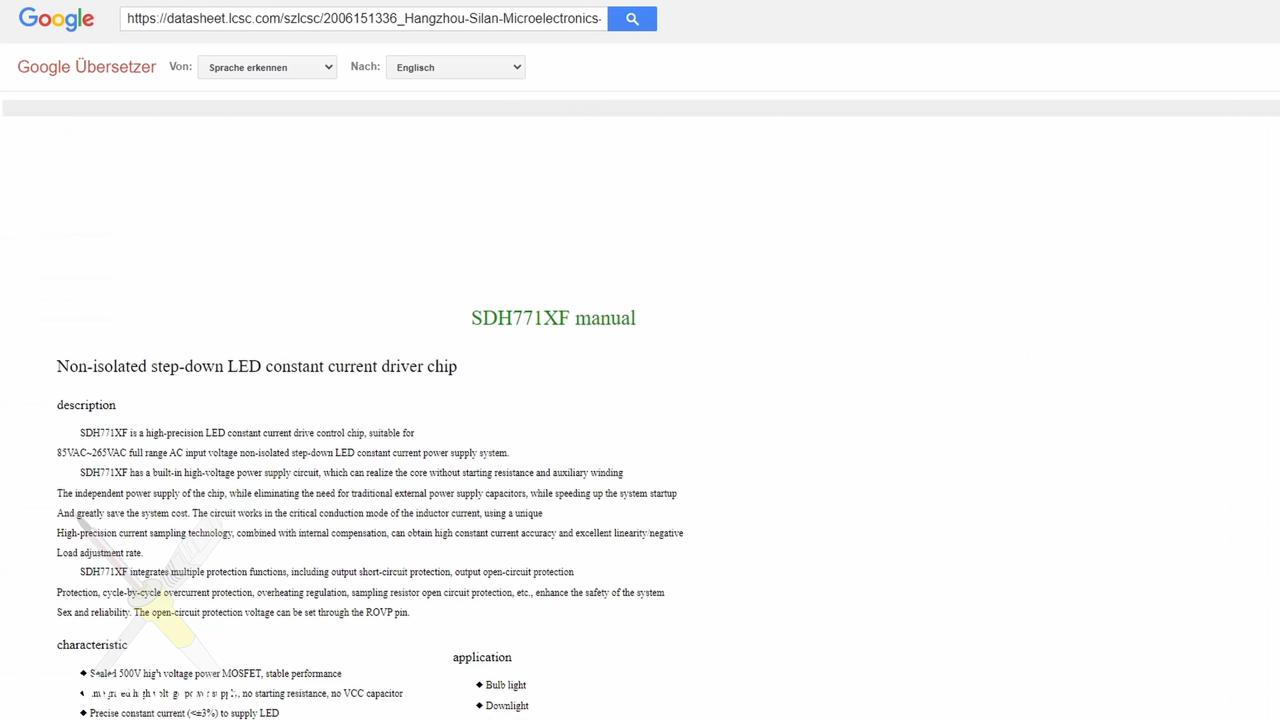 Google
https://datasheet.lcsc.com/szlcsc/2006151336_Hangzhou-Silan-Microelectronics-
Google Übersetzer Von: Sprache erkennen Nach: Englisch
SDH771XF manual
Non-isolated step-down LED constant current driver chip
description
SDH771XF is a high-precision LED constant current drive control chip, suitable for
85VAC~265VAC full range AC input voltage non-isolated step-down LED constant current power supply system.
SDH771XF has a built-in high-voltage power supply circuit, which can realize the core without starting resistance and auxiliary winding
The independent power supply of the chip, while eliminating the need for traditional external power supply capacitors, while speeding up the system startup
And greatly save the system cost. The circuit works in the critical conduction mode of the inductor current, using a unique
High-precision current sampling technology, combined with internal compensation, can obtain high constant current accuracy and excellent linearity/negative
Load adjustment rate.
SDH771XF integrates multiple protection functions, including output short-circuit protection, output open-circuit protection
Protection, cycle-by-cycle overcurrent protection, overheating regulation, sampling resistor open circuit protection, etc., enhance the safety of the system
Sex and reliability. The open-circuit protection voltage can be set through the ROVP pin.
characteristic
◆ Sealed 500V high voltage power MOSFET, stable performance
high voltage power supply, no starting resistance, no VCC capacitor
◆ Precise constant current (<±3%) to supply LED
application
◆ Bulb light
◆ Downlight